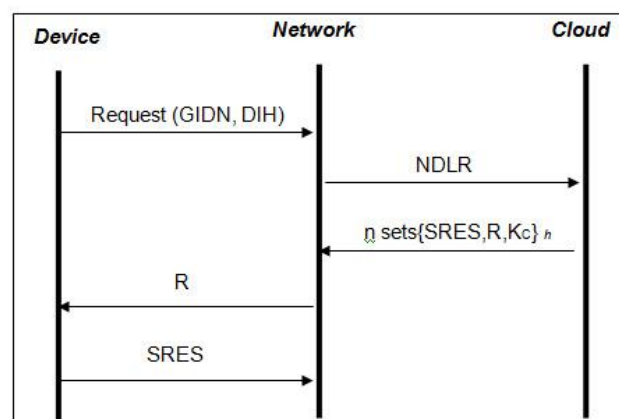 Device Network Cloud
Request (GIDN, DIH)
NDLR
n sets{SRES,R,Kc} h
R
SRES